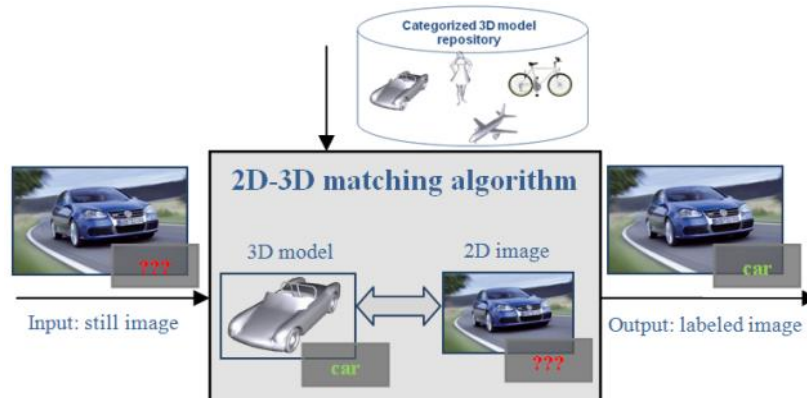 Categorized 3D model
repository
2D-3D matching algorithm
???
3D model
2D image
car
Input: still image
car
???
Output: labeled image